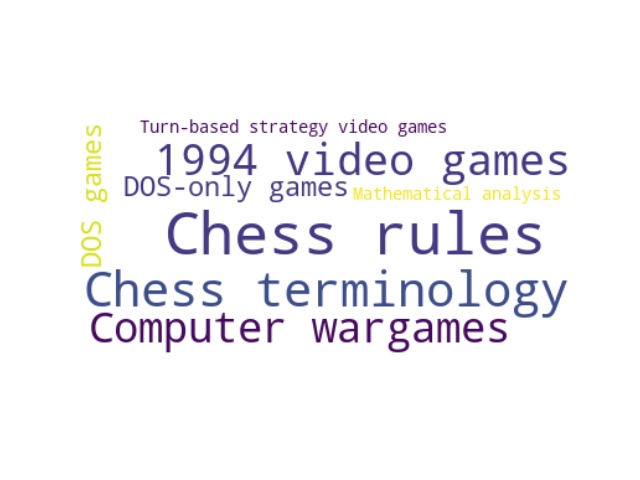 Turn-based strategy video games
DOS games
1994 video games
DOS-only games
Mathematical analysis
Chess rules
Chess terminology
Computer wargames